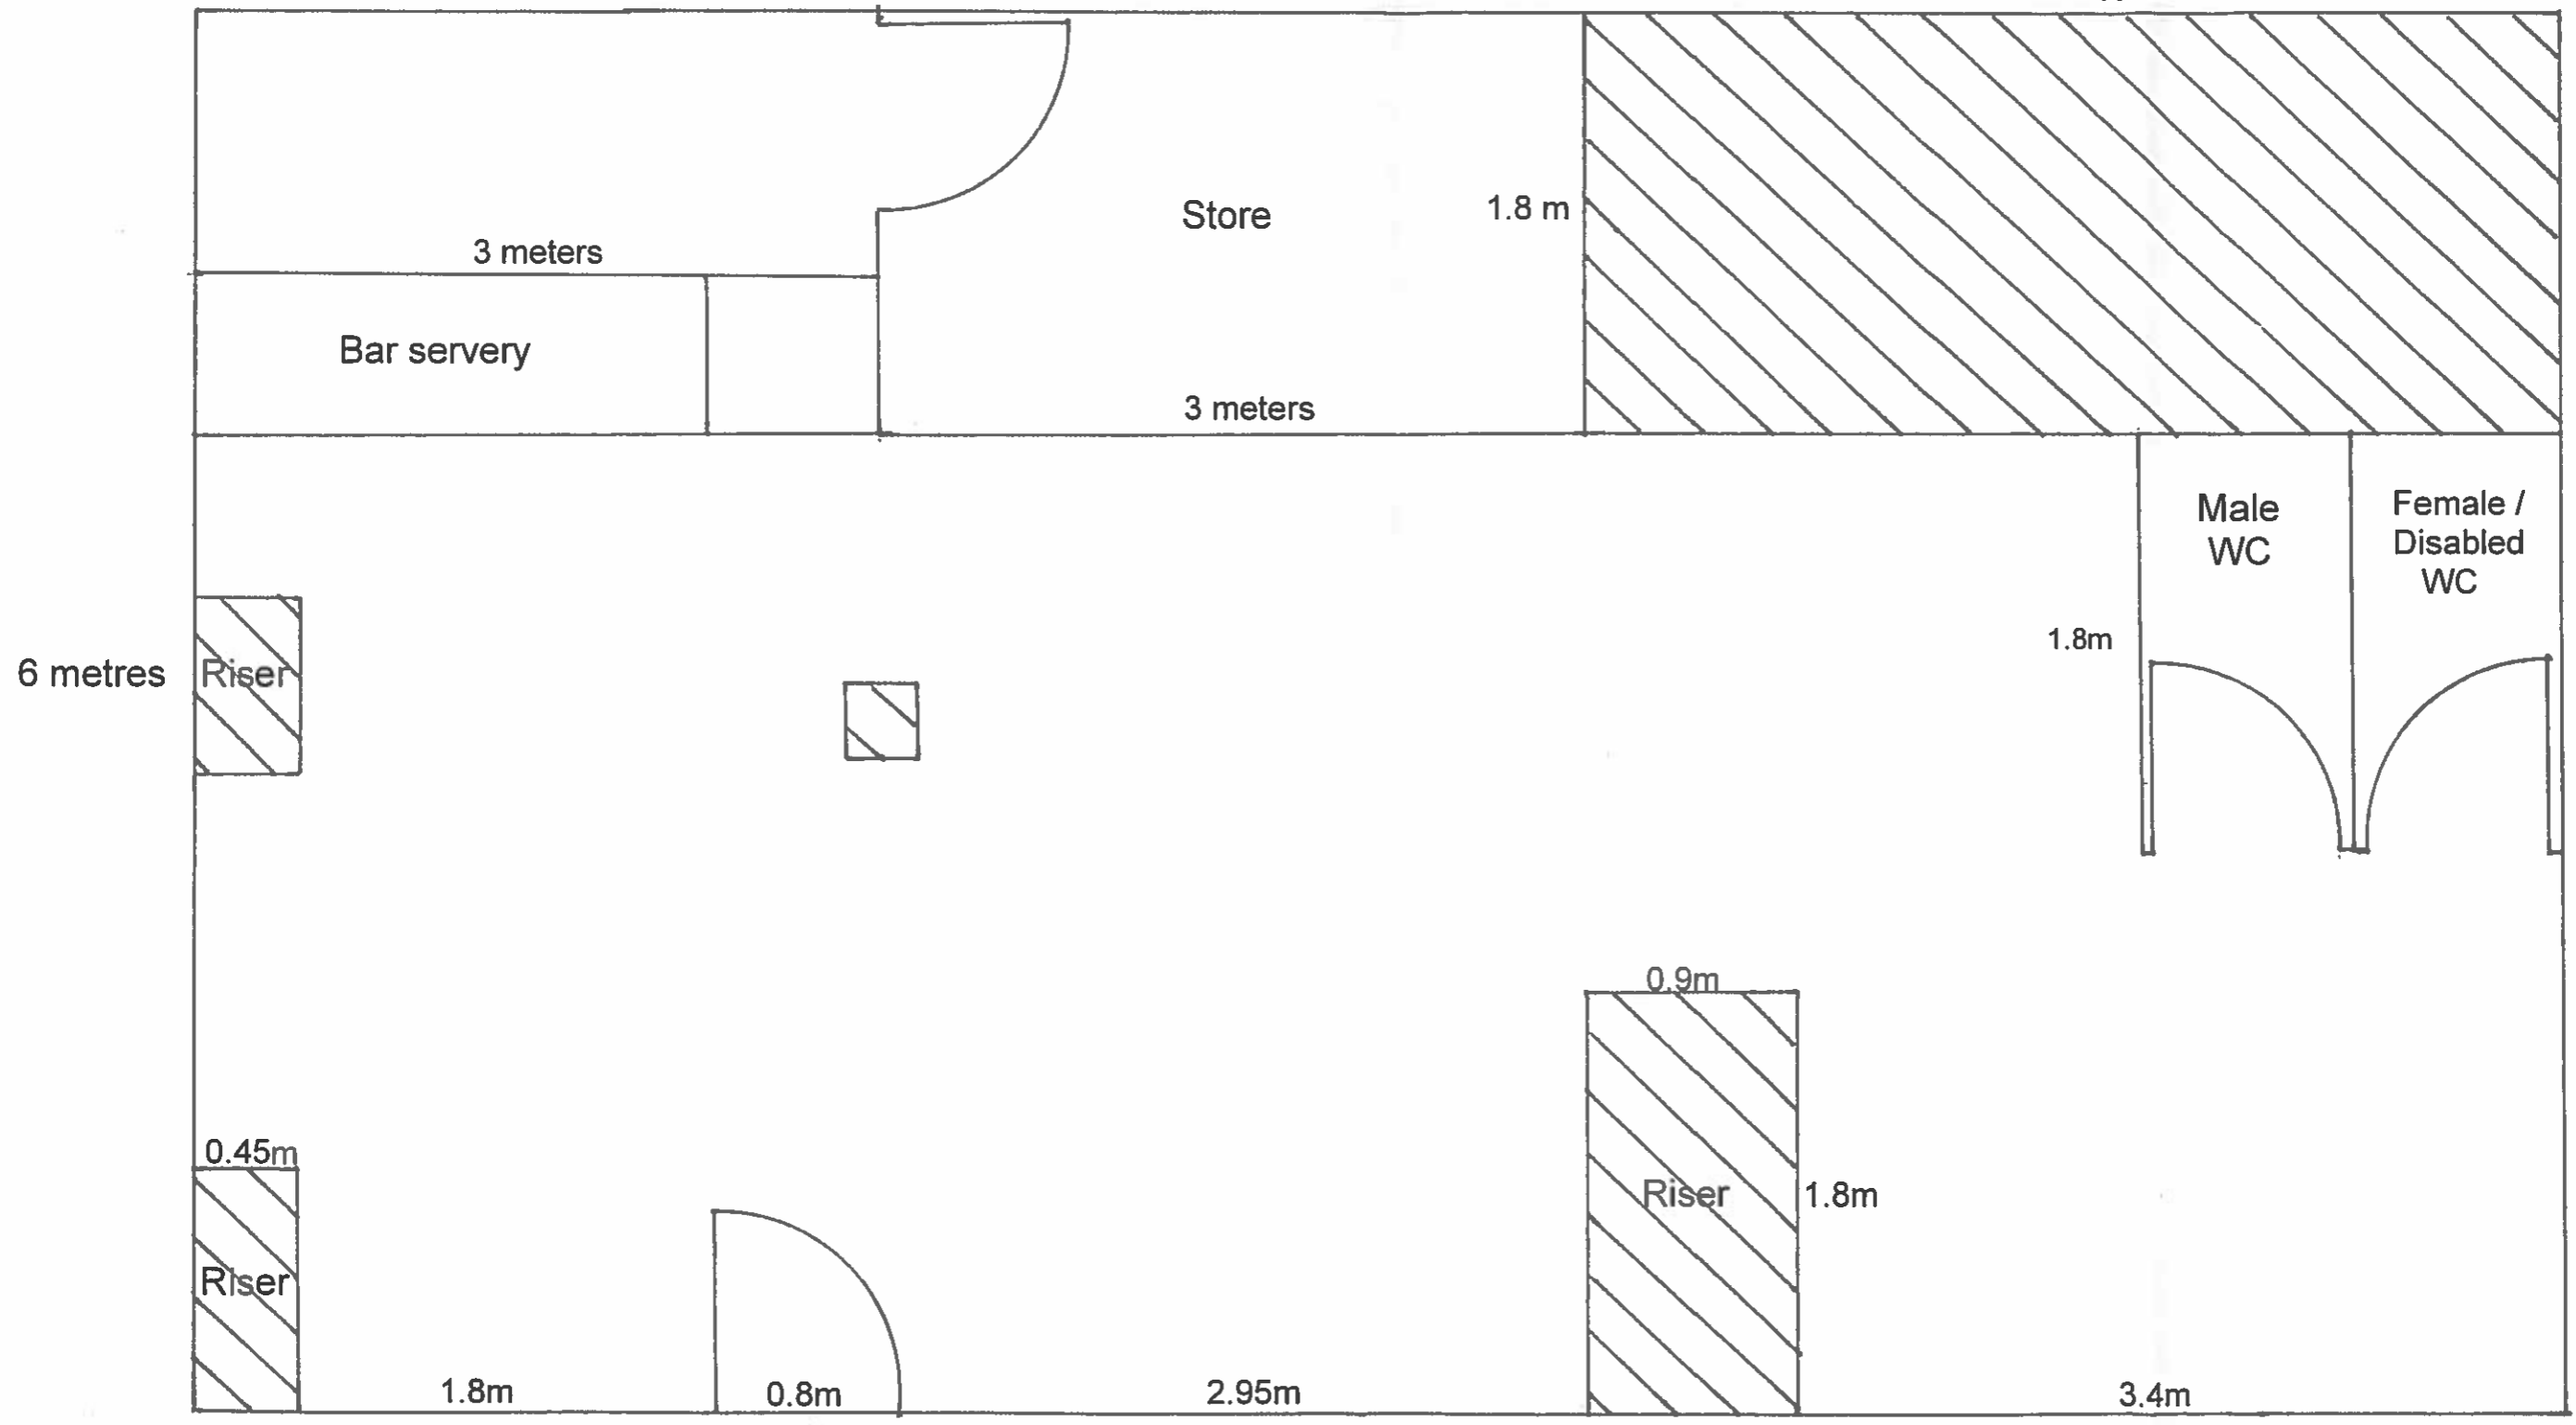 3 meters
Store
1.8 m
Bar servery
3 meters
Male
WC
Female /
Disabled
WC
6 metres
Riser
1.8m
0.9m
0.45m
Riser
1.8m
Riser
1.8m
0.8m
2.95m
3.4m